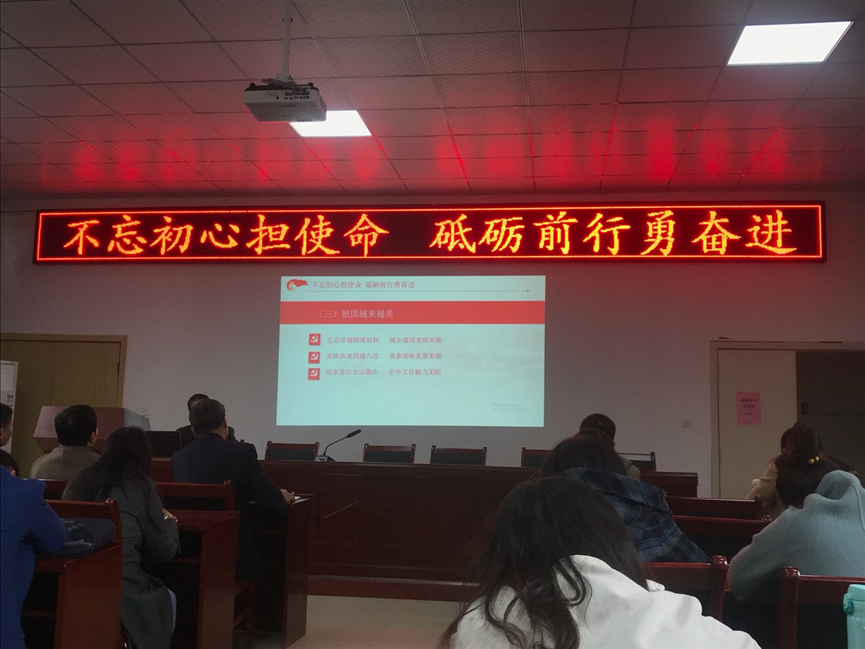 不忘初心担使命 砥砺前行勇奋进
不忘初心担使命 砥砺前行勇奋进
（三）祖国越来越美
生态环境持续好转 城乡建设美丽美焕
高铁高速四通八达 美食美味美景美丽
绿水青山金山银山 中华文化魅力无限